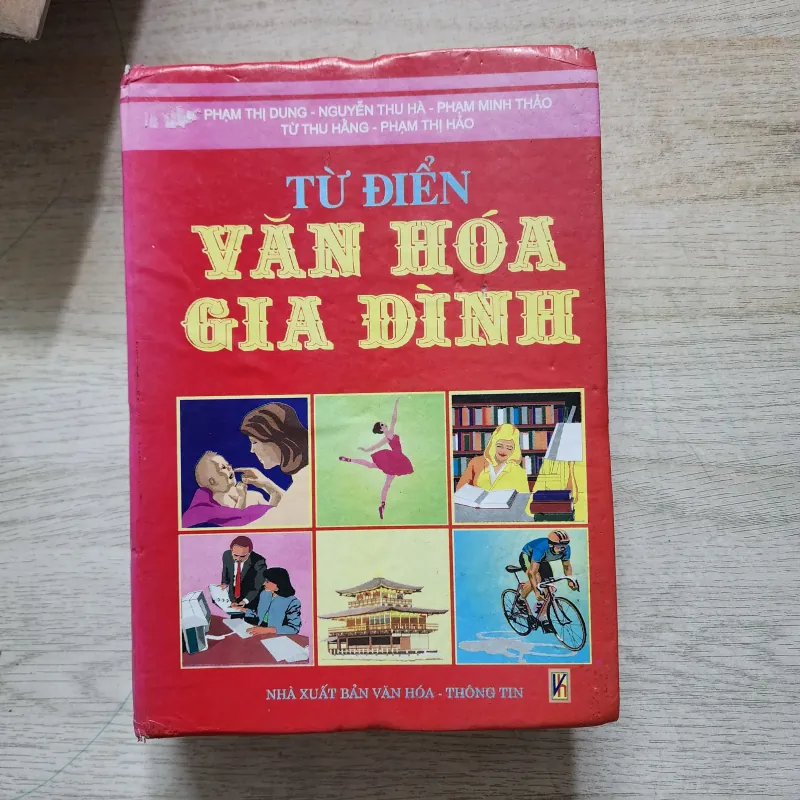 PHẠM THỊ DUNG - NGUYỄN THU HÀ - PHẠM MINH THẢO
TỪ THU HẰNG - PHẠM THỊ HẢO
TỪ ĐIỂN
VĂN HÓA
GIA ĐÌNH
NHÀ XUẤT BẢN VĂN HÓA - THÔNG TIN